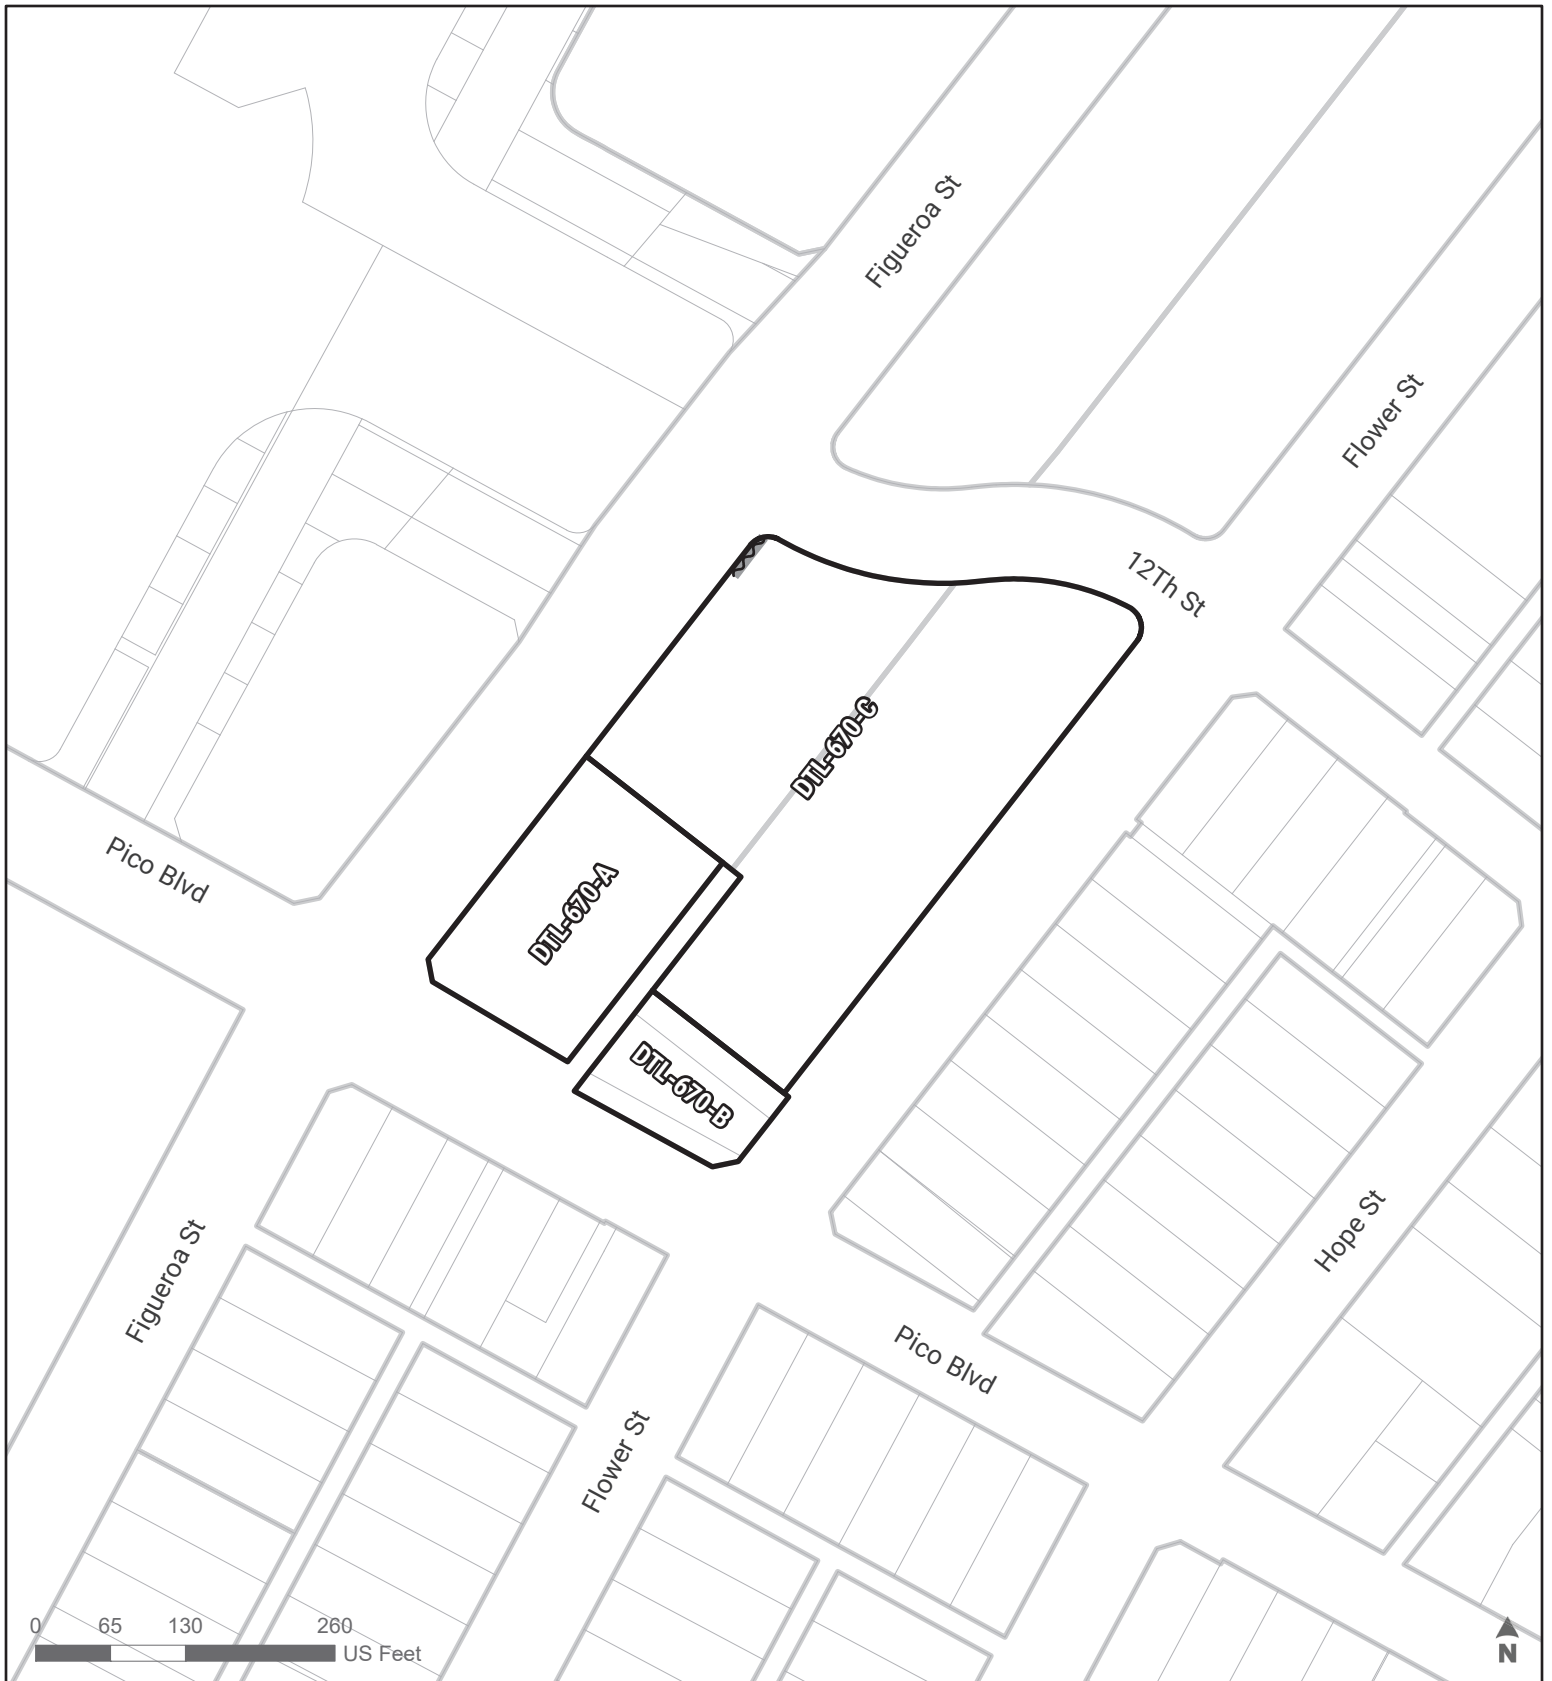 Figueroa St
Flower St
12Th St
DTL-670-C
Pico Blvd
DTL-670-A
DTL-670-B
Hope St
Figueroa St
Pico Blvd
Flower St
0 65 130 260
US Feet
N